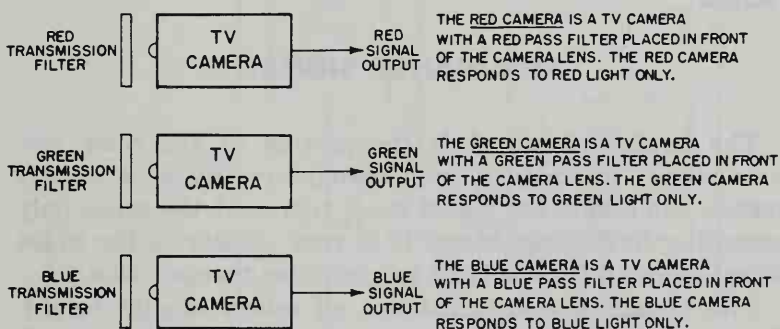 RED
TRANSMISSION
FILTER
TV
CAMERA
RED
SIGNAL
OUTPUT
THE RED CAMERA IS A TV CAMERA
WITH A RED PASS FILTER PLACED IN FRONT
OF THE CAMERA LENS. THE RED CAMERA
RESPONDS TO RED LIGHT ONLY.
GREEN
TRANSMISSION
FILTER
TV
CAMERA
GREEN
SIGNAL
OUTPUT
THE GREEN CAMERA IS A TV CAMERA
WITH A GREEN PASS FILTER PLACED IN FRONT
OF THE CAMERA LENS. THE GREEN CAMERA
RESPONDS TO GREEN LIGHT ONLY.
BLUE
TRANSMISSION
FILTER
TV
CAMERA
BLUE
SIGNAL
OUTPUT
THE BLUE CAMERA IS A TV CAMERA
WITH A BLUE PASS FILTER PLACED IN FRONT
OF THE CAMERA LENS. THE BLUE CAMERA
RESPONDS TO BLUE LIGHT ONLY.